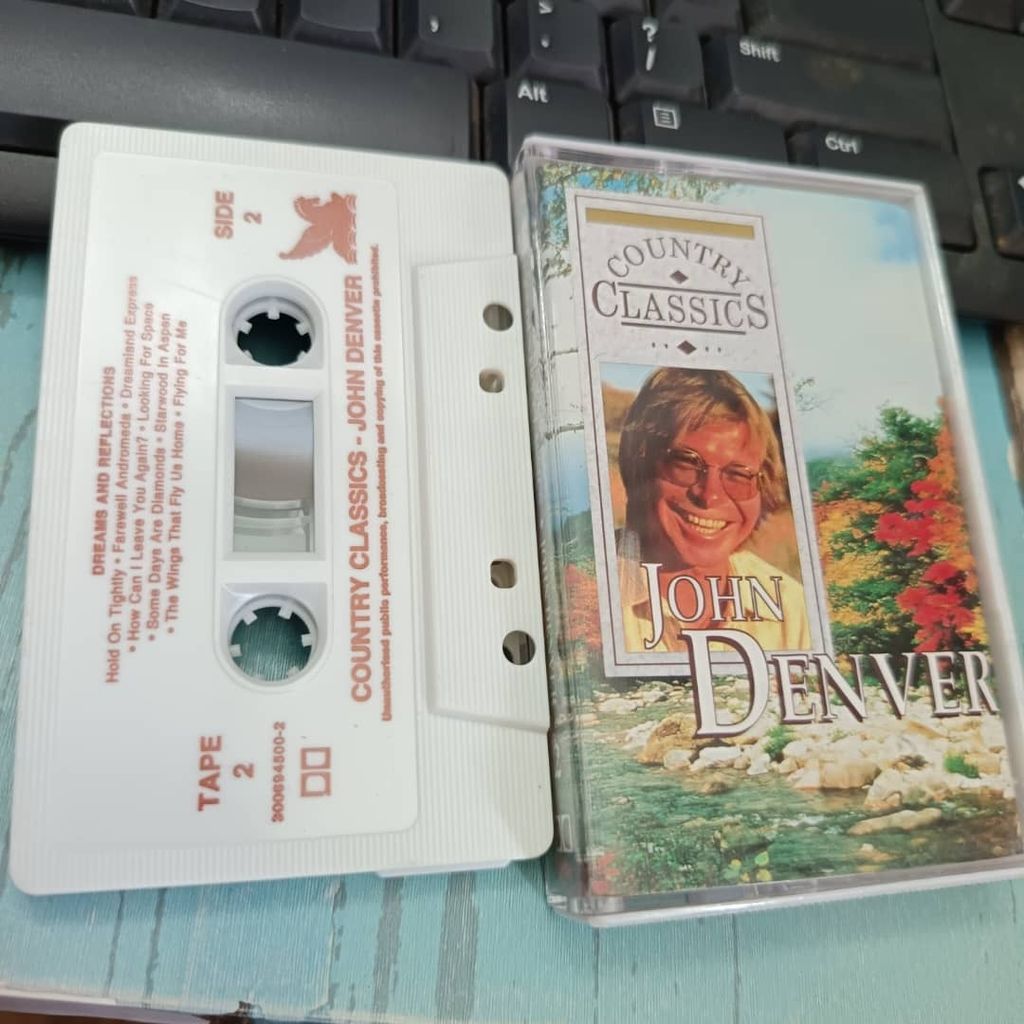 ?
/
;
Shift
Alt
Ctrl
SIDE
2
DREAMS AND REFLECTIONS
Hold On Tightly • Farewell Andromeda • Dreamland Express
• How Can I Leave You Again? • Looking For Space
• Some Days Are Diamonds • Starwood In Aspen
• The Wings That Fly Us Home • Flying For Me
COUNTRY CLASSICS - JOHN DENVER
Unauthorised public performance, broadcasting and copying of this cassette prohibited.
TAPE
2
300694500-2
COUNTRY
CLASSICS
JOHN
DENVER